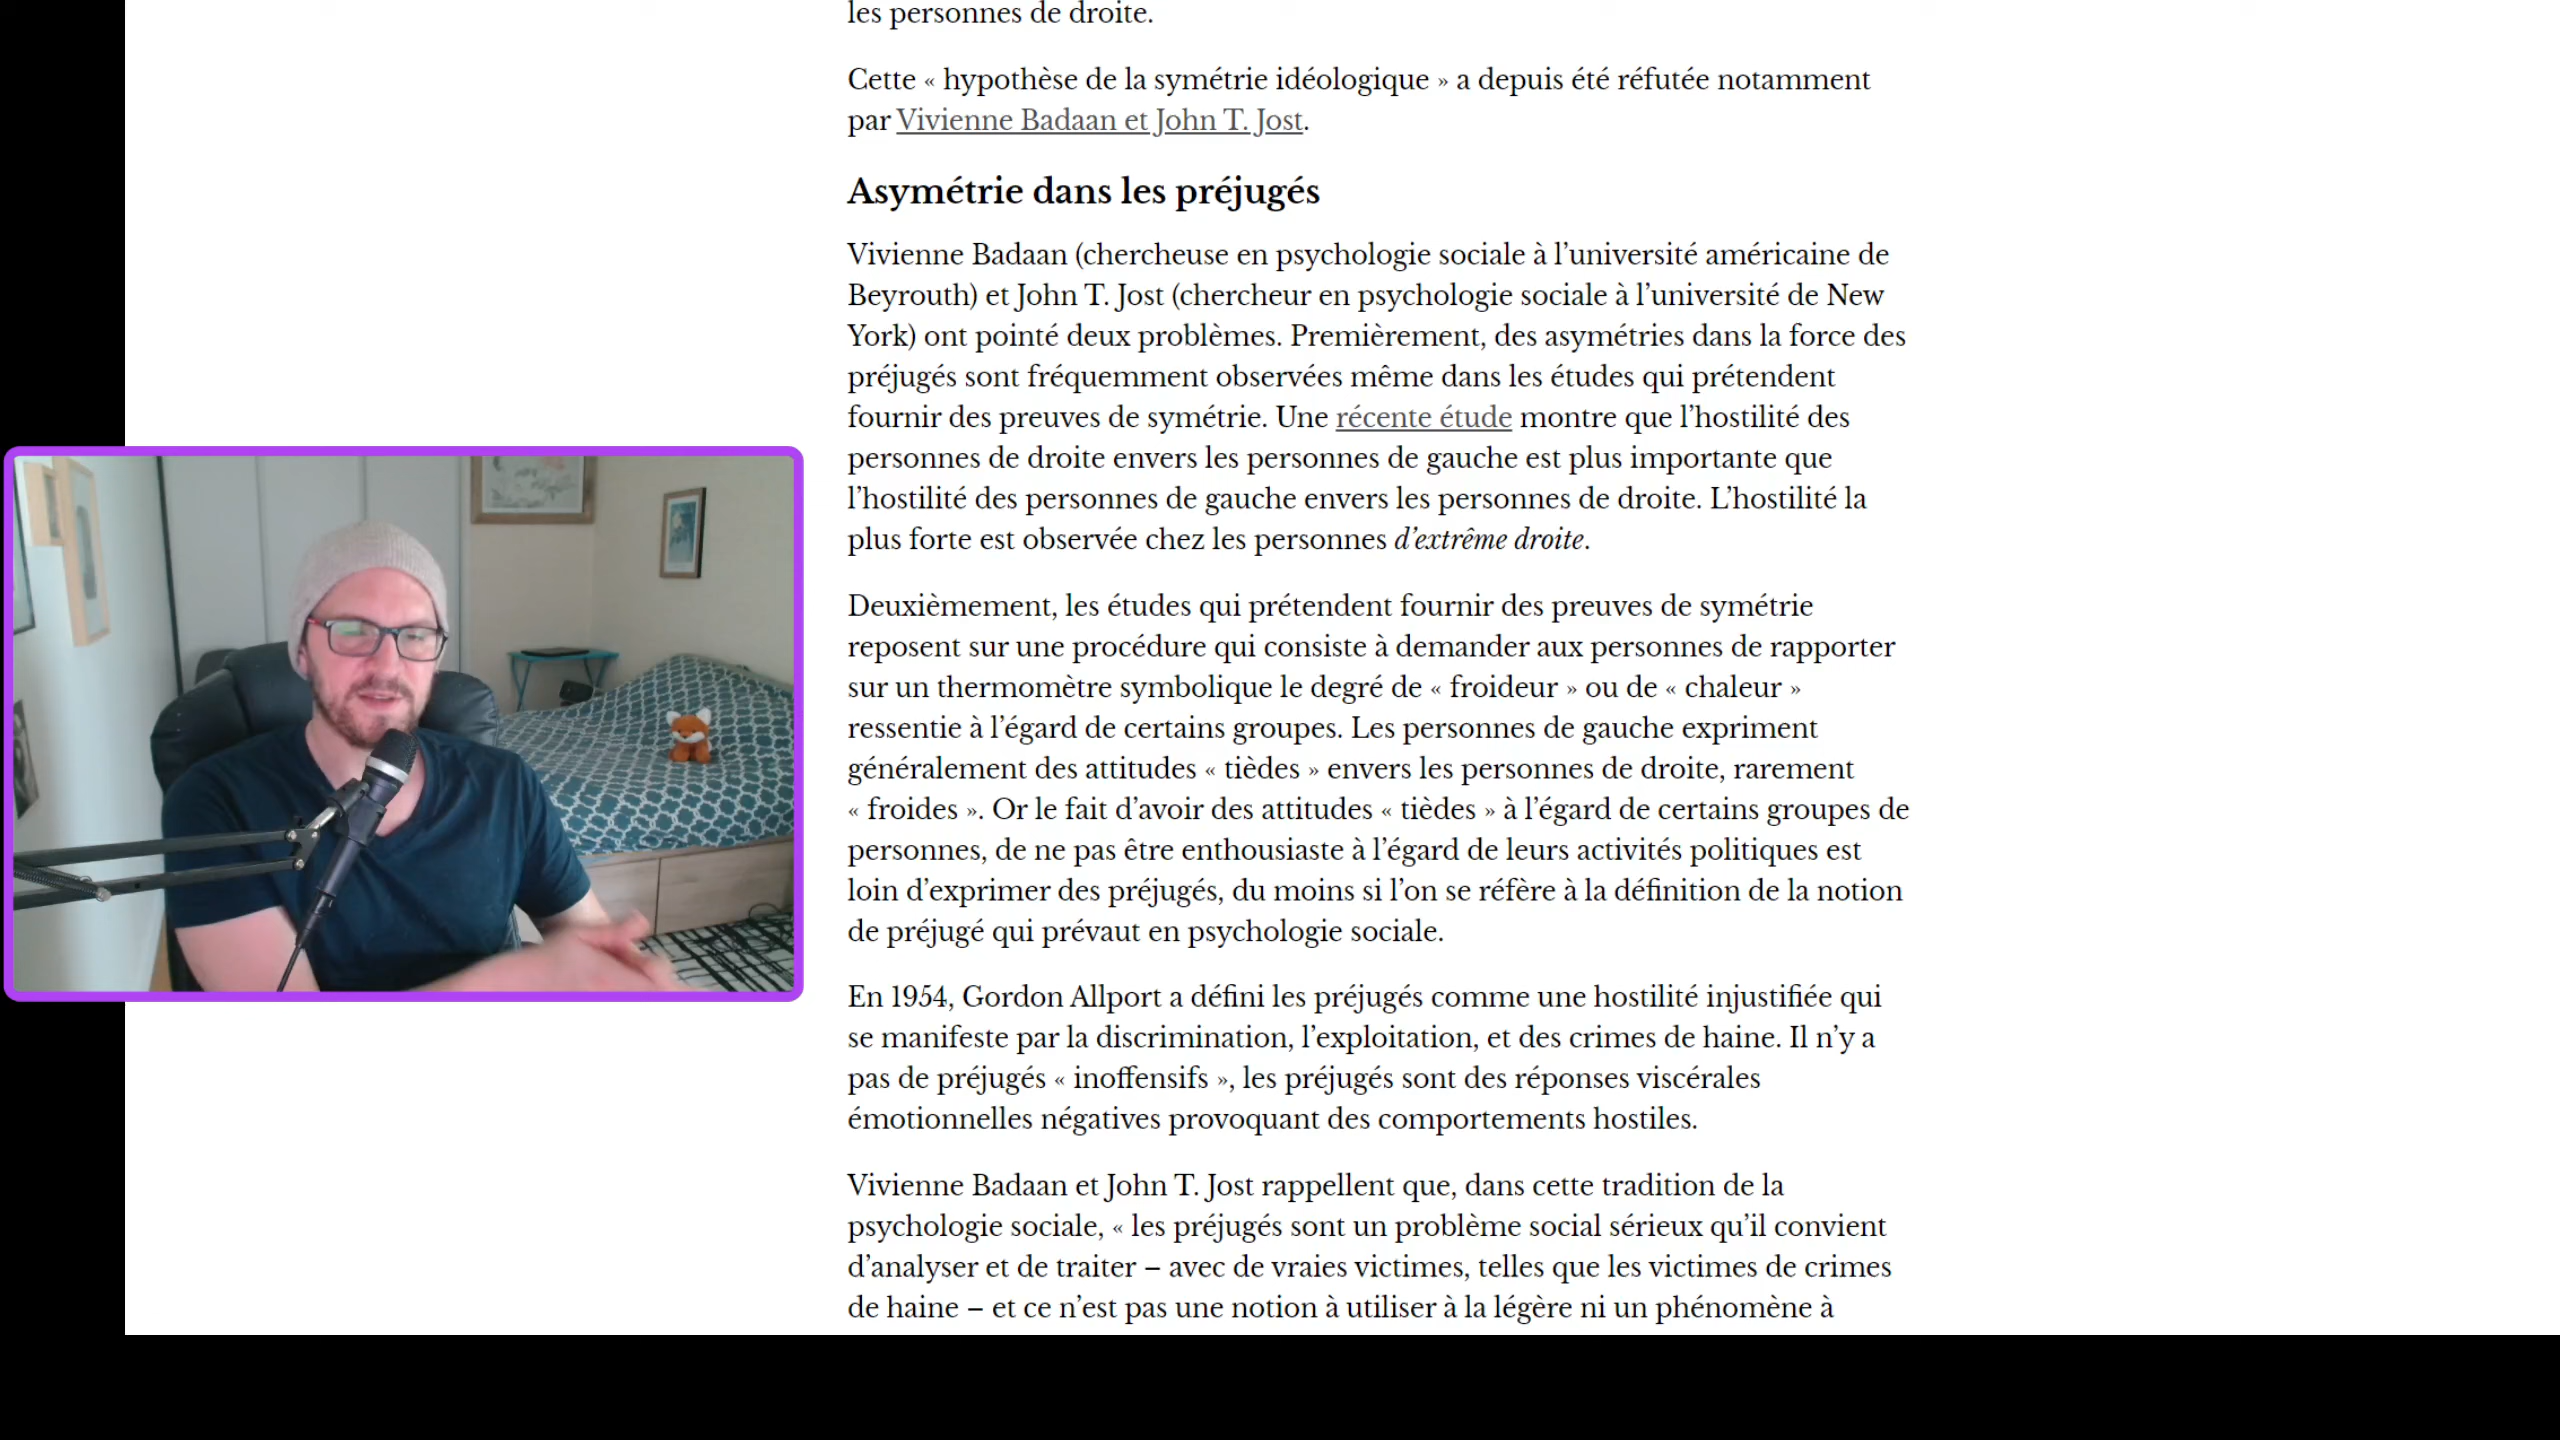 les personnes de droite.
Cette « hypothèse de la symétrie idéologique » a depuis été réfutée notamment
par Vivienne Badaan et John T. Jost.
Asymétrie dans les préjugés
Vivienne Badaan (chercheuse en psychologie sociale à l’université américaine de
Beyrouth) et John T. Jost (chercheur en psychologie sociale à l’université de New
York) ont pointé deux problèmes. Premièrement, des asymétries dans la force des
préjugés sont fréquemment observées même dans les études qui prétendent
fournir des preuves de symétrie. Une récente étude montre que l’hostilité des
personnes de droite envers les personnes de gauche est plus importante que
l’hostilité des personnes de gauche envers les personnes de droite. L’hostilité la
plus forte est observée chez les personnes d’extrême droite.
Deuxièmement, les études qui prétendent fournir des preuves de symétrie
reposent sur une procédure qui consiste à demander aux personnes de rapporter
sur un thermomètre symbolique le degré de « froideur » ou de « chaleur »
ressentie à l’égard de certains groupes. Les personnes de gauche expriment
généralement des attitudes « tièdes » envers les personnes de droite, rarement
« froides ». Or le fait d’avoir des attitudes « tièdes » à l’égard de certains groupes de
personnes, de ne pas être enthousiaste à l’égard de leurs activités politiques est
loin d’exprimer des préjugés, du moins si l’on se réfère à la définition de la notion
de préjugé qui prévaut en psychologie sociale.
En 1954, Gordon Allport a défini les préjugés comme une hostilité injustifiée qui
se manifeste par la discrimination, l’exploitation, et des crimes de haine. Il n’y a
pas de préjugés « inoffensifs », les préjugés sont des réponses viscérales
émotionnelles négatives provoquant des comportements hostiles.
Vivienne Badaan et John T. Jost rappellent que, dans cette tradition de la
psychologie sociale, « les préjugés sont un problème social sérieux qu’il convient
d’analyser et de traiter – avec de vraies victimes, telles que les victimes de crimes
de haine – et ce n’est pas une notion à utiliser à la légère ni un phénomène à